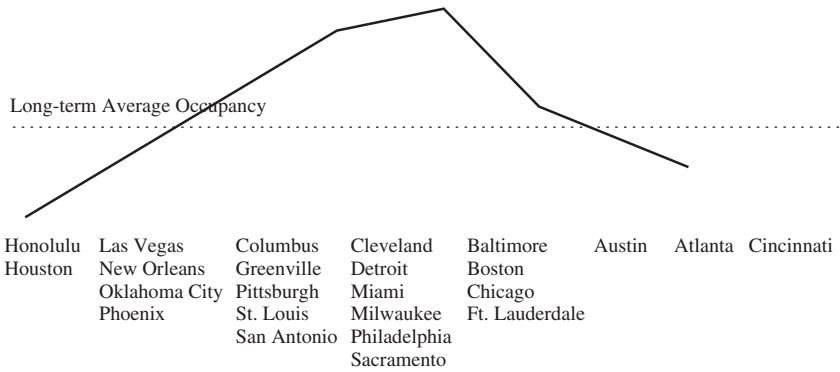 Long-term Average Occupancy
Honolulu Las Vegas Columbus Cleveland Baltimore Austin Atlanta Cincinnati
Houston New Orleans Greenville Detroit Boston
Oklahoma City Pittsburgh Miami Chicago
Phoenix St. Louis Milwaukee Ft. Lauderdale
San Antonio Philadelphia
Sacramento